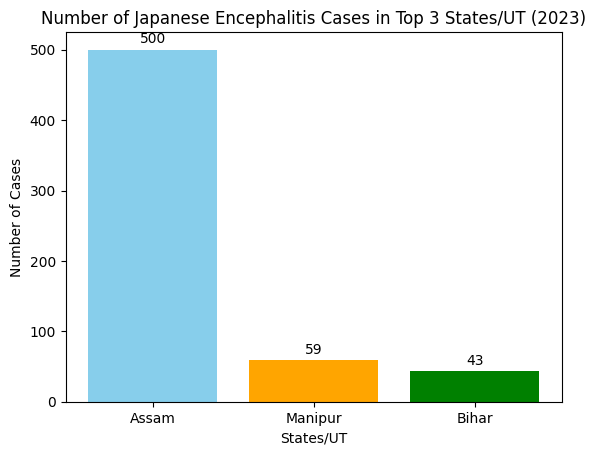 Number of Japanese Encephalitis Cases in Top 3 States/UT (2023)
500
500
400
300
200
100
0
59
43
Number of Cases
Assam Manipur Bihar
States/UT